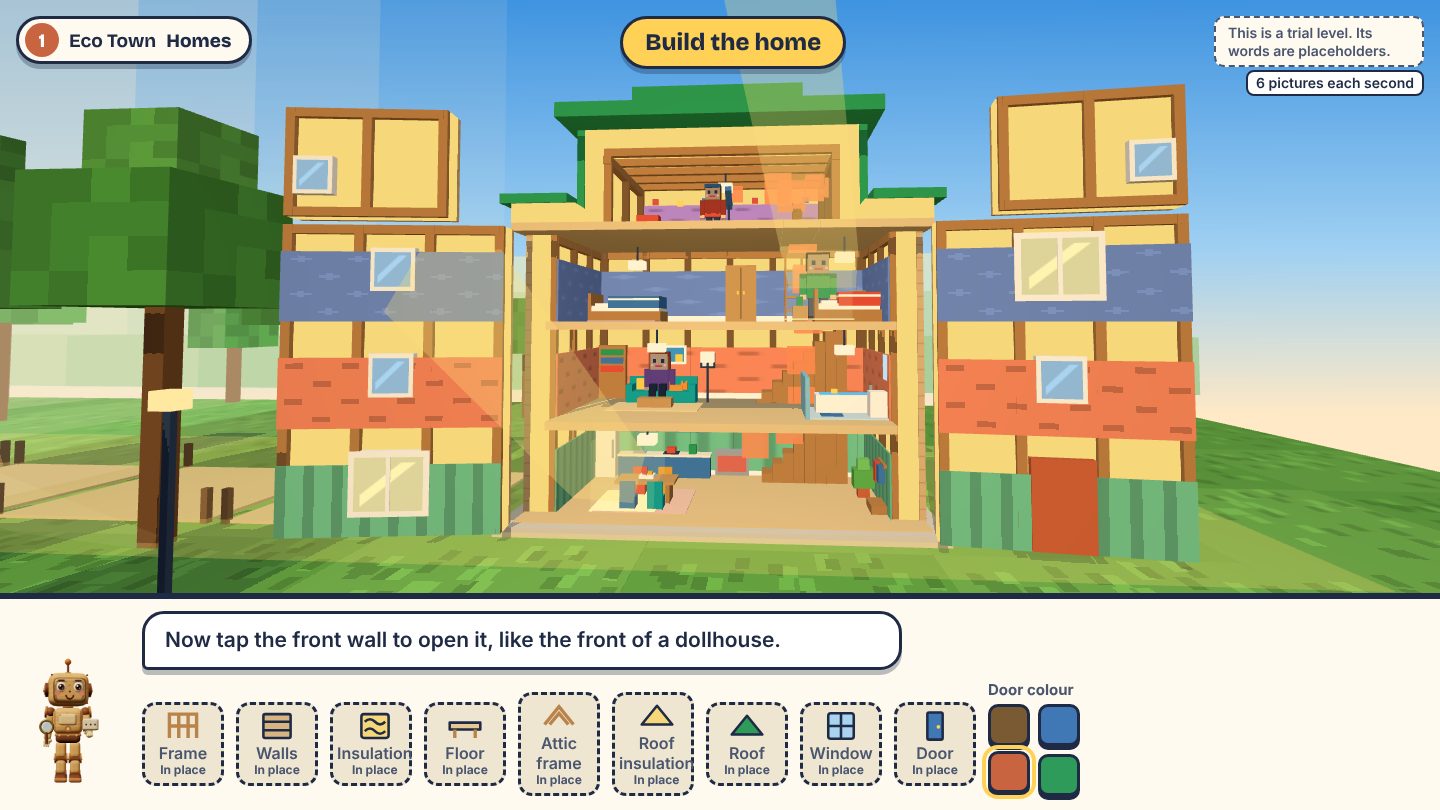 1 Eco Town Homes
Build the home
This is a trial level. Its
words are placeholders.
6 pictures each second
Now tap the front wall to open it, like the front of a dollhouse.
Door colour
Frame
In place
Walls
In place
Insulation
In place
Floor
In place
Attic
frame
In place
Roof
insulation
In place
Roof
In place
Window
In place
Door
In place